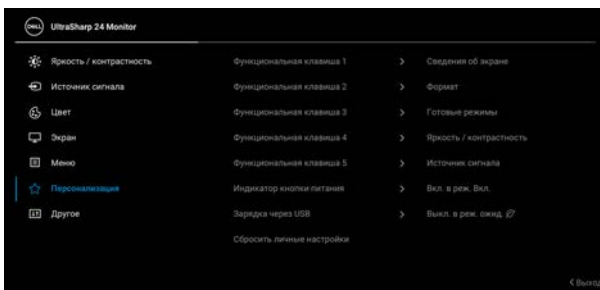 DELL UltraSharp 24 Monitor
Яркость / контрастность Функциональная клавиша 1 > Сведения об экране
Источник сигнала Функциональная клавиша 2 > Формат
Цвет Функциональная клавиша 3 > Готовые режимы
Экран Функциональная клавиша 4 > Яркость / контрастность
Меню Функциональная клавиша 5 > Источник сигнала
Персонализация Индикатор кнопки питания > Вкл. в реж. Вкл.
Другое Зарядка через USB > Выкл. в реж. ожид.
Сбросить личные настройки
< Выход